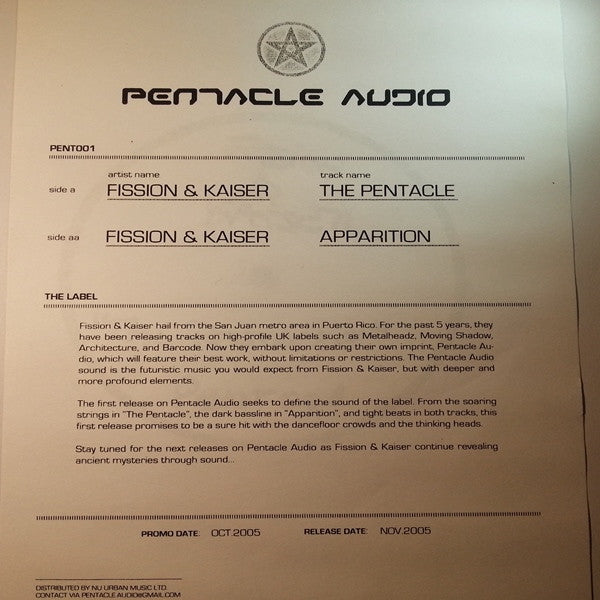 PENTACLE AUDIO
PENT001
artist name track name
side a FISSION & KAISER THE PENTACLE
side aa FISSION & KAISER APPARITION
THE LABEL
Fission & Kaiser hail from the San Juan metro area in Puerto Rico. For the past 5 years, they
have been releasing tracks on high-profile UK labels such as Metalheadz, Moving Shadow,
Architecture, and Barcode. Now they embark upon creating their own imprint, Pentacle Au-
dio, which will feature their best work, without limitations or restrictions. The Pentacle Audio
sound is the futuristic music you would expect from Fission & Kaiser, but with deeper and
more profound elements.
The first release on Pentacle Audio seeks to define the sound of the label. From the soaring
strings in "The Pentacle", the dark bassline in "Apparition", and tight beats in both tracks, this
first release promises to be a sure hit with the dancefloor crowds and the thinking heads.
Stay tuned for the next releases on Pentacle Audio as Fission & Kaiser continue revealing
ancient mysteries through sound...
PROMO DATE: OCT.2005 RELEASE DATE: NOV.2005
DISTRIBUTED BY NU URBAN MUSIC LTD.
CONTACT VIA PENTACLE.AUDIO@GMAIL.COM